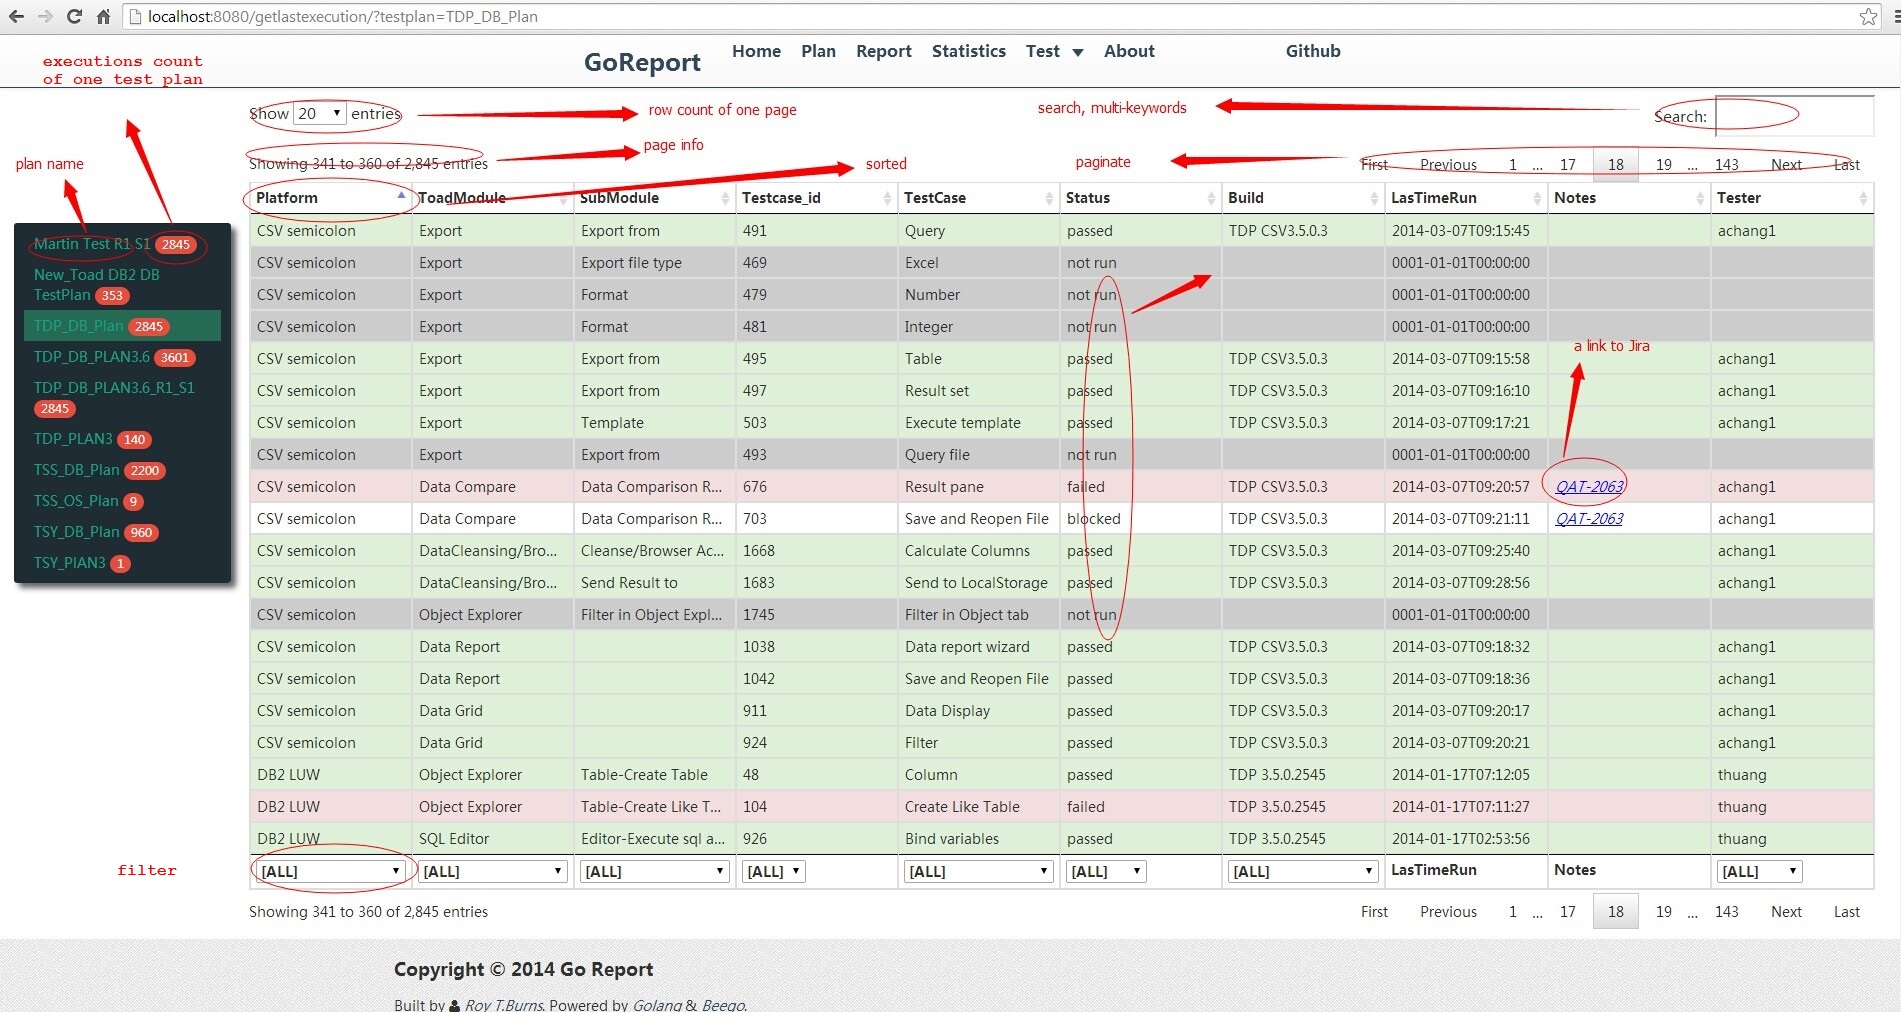 localhost:8080/getlastexecution/?testplan=TDP_DB_Plan
GoReport Home Plan Report Statistics Test About Github
executions count
of one test plan
Show 20 entries
row count of one page
search, multi-keywords
Search:
page info
Showing 341 to 360 of 2,845 entries
sorted
paginate
First Previous 1 ... 17 18 19 ... 143 Next Last
plan name
Martin Test R1 S1 2845
New_Toad DB2 DB
TestPlan 353
TDP_DB_Plan 2845
TDP_DB_PLAN3.6 3601
TDP_DB_PLAN3.6_R1_S1
2845
TDP_PLAN3 140
TSS_DB_Plan 2200
TSS_OS_Plan 9
TSY_DB_Plan 960
TSY_PlAN3 1
Platform ToadModule SubModule Testcase_id TestCase Status Build LasTimeRun Notes Tester
CSV semicolon Export Export from 491 Query passed TDP CSV3.5.0.3 2014-03-07T09:15:45 achang1
CSV semicolon Export Export file type 469 Excel not run 0001-01-01T00:00:00
CSV semicolon Export Format 479 Number not run 0001-01-01T00:00:00
CSV semicolon Export Format 481 Integer not run 0001-01-01T00:00:00
a link to Jira
CSV semicolon Export Export from 495 Table passed TDP CSV3.5.0.3 2014-03-07T09:15:58 achang1
CSV semicolon Export Export from 497 Result set passed TDP CSV3.5.0.3 2014-03-07T09:16:10 achang1
CSV semicolon Export Template 503 Execute template passed TDP CSV3.5.0.3 2014-03-07T09:17:21 achang1
CSV semicolon Export Export from 493 Query file not run 0001-01-01T00:00:00
CSV semicolon Data Compare Data Comparison R... 676 Result pane failed TDP CSV3.5.0.3 2014-03-07T09:20:57 QAT-2063 achang1
CSV semicolon Data Compare Data Comparison R... 703 Save and Reopen File blocked TDP CSV3.5.0.3 2014-03-07T09:21:11 QAT-2063 achang1
CSV semicolon DataCleansing/Bro... Cleanse/Browser Ac... 1668 Calculate Columns passed TDP CSV3.5.0.3 2014-03-07T09:25:40 achang1
CSV semicolon DataCleansing/Bro... Send Result to 1683 Send to LocalStorage passed TDP CSV3.5.0.3 2014-03-07T09:28:56 achang1
CSV semicolon Object Explorer Filter in Object Expl... 1745 Filter in Object tab not run 0001-01-01T00:00:00
CSV semicolon Data Report 1038 Data report wizard passed TDP CSV3.5.0.3 2014-03-07T09:18:32 achang1
CSV semicolon Data Report 1042 Save and Reopen File passed TDP CSV3.5.0.3 2014-03-07T09:18:36 achang1
CSV semicolon Data Grid 911 Data Display passed TDP CSV3.5.0.3 2014-03-07T09:20:17 achang1
CSV semicolon Data Grid 924 Filter passed TDP CSV3.5.0.3 2014-03-07T09:20:21 achang1
DB2 LUW Object Explorer Table-Create Table 48 Column passed TDP 3.5.0.2545 2014-01-17T07:12:05 thuang
DB2 LUW Object Explorer Table-Create Like T... 104 Create Like Table failed TDP 3.5.0.2545 2014-01-17T07:11:27 thuang
DB2 LUW SQL Editor Editor-Execute sql a... 926 Bind variables passed TDP 3.5.0.2545 2014-01-17T02:53:56 thuang
filter
[ALL] [ALL] [ALL] [ALL] [ALL] [ALL] [ALL] LasTimeRun Notes [ALL]
Showing 341 to 360 of 2,845 entries
First Previous 1 ... 17 18 19 ... 143 Next Last
Copyright © 2014 Go Report
Built by Roy T.Burns. Powered by Golang & Beego.